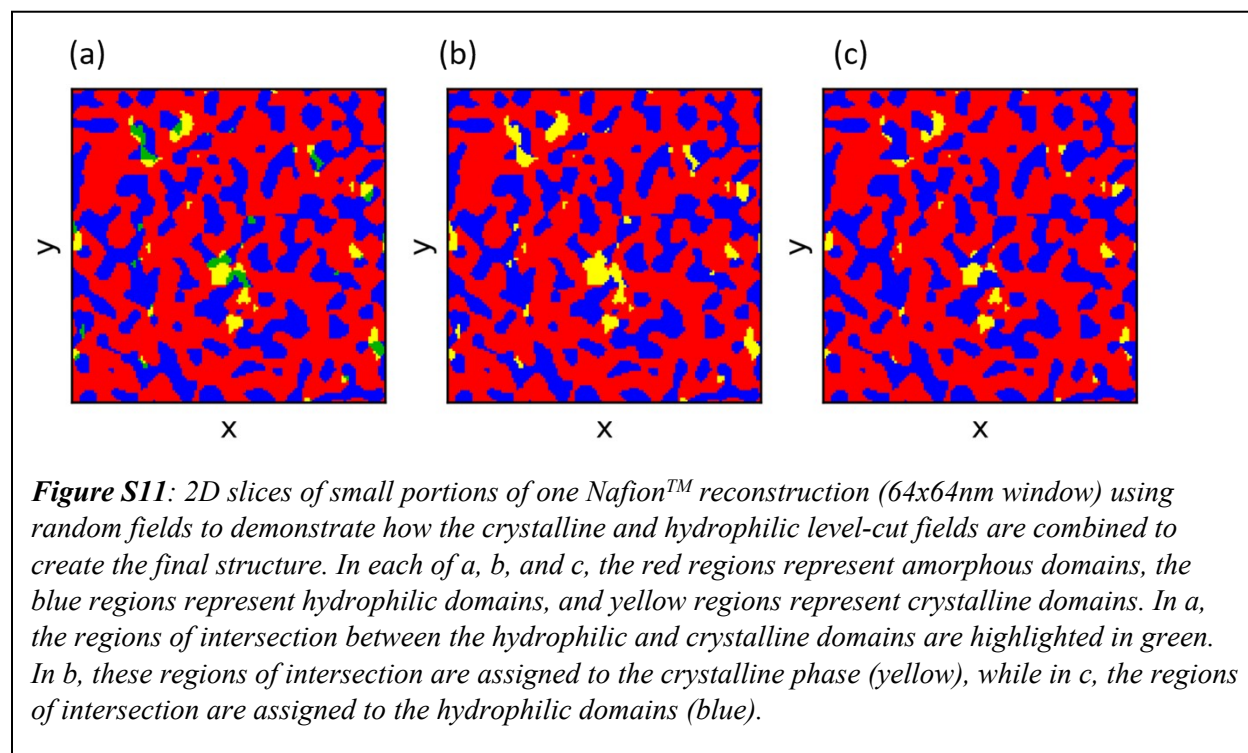 (a) (b) (c)
y y y
x x x
Figure S11: 2D slices of small portions of one Nafion™ reconstruction (64x64nm window) using
random fields to demonstrate how the crystalline and hydrophilic level-cut fields are combined to
create the final structure. In each of a, b, and c, the red regions represent amorphous domains, the
blue regions represent hydrophilic domains, and yellow regions represent crystalline domains. In a,
the regions of intersection between the hydrophilic and crystalline domains are highlighted in green.
In b, these regions of intersection are assigned to the crystalline phase (yellow), while in c, the regions
of intersection are assigned to the hydrophilic domains (blue).